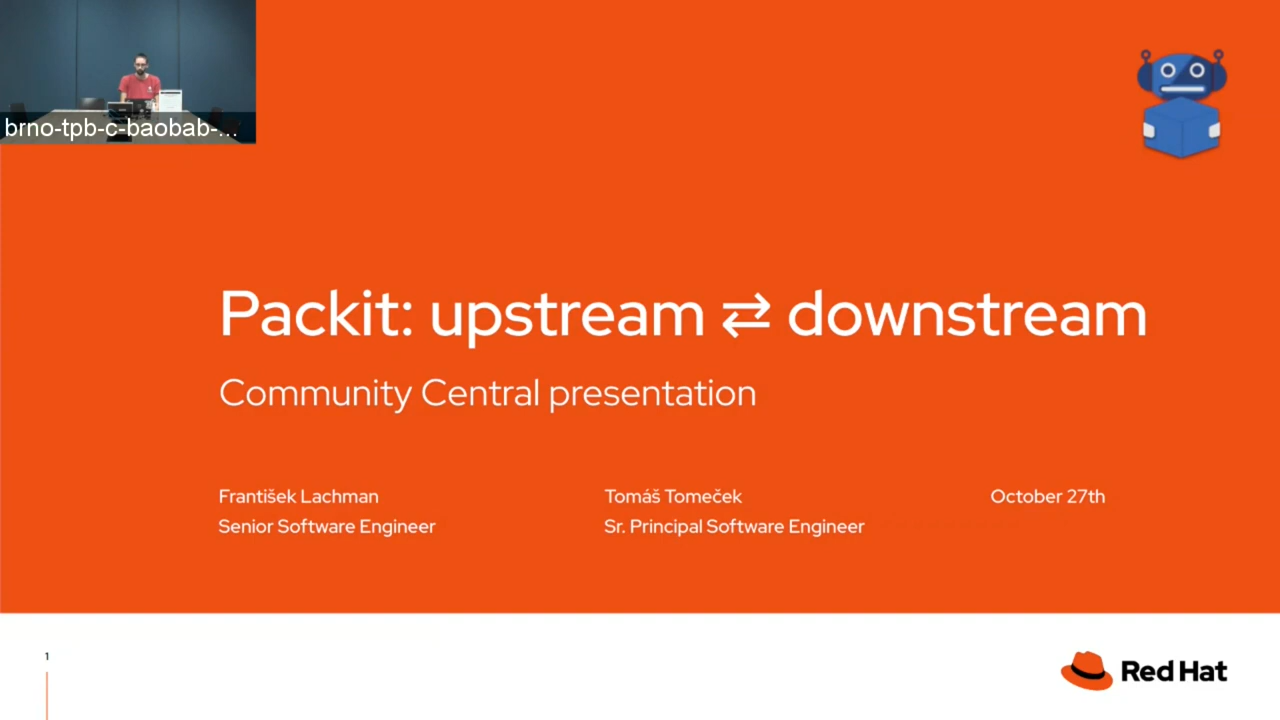 brno-tpb-c-baobab-...
Packit: upstream ⇄ downstream
Community Central presentation
František Lachman
Senior Software Engineer
Tomáš Tomeček
Sr. Principal Software Engineer
October 27th
1
Red Hat